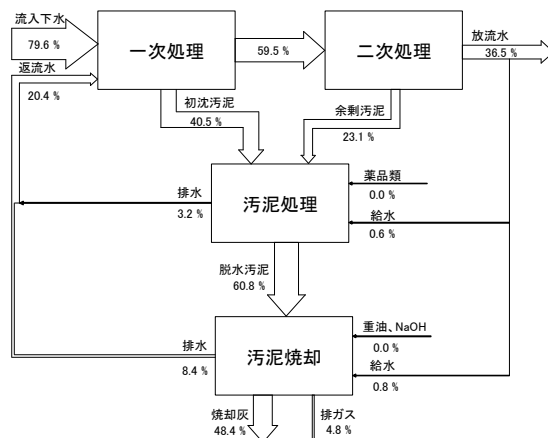 流入下水
79.6 %
返流水
20.4 %
一次処理
59.5 %
二次処理
放流水
36.5 %
初沈汚泥
40.5 %
余剰汚泥
23.1 %
汚泥処理
薬品類
0.0 %
給水
0.6 %
排水
3.2 %
脱水汚泥
60.8 %
汚泥焼却
重油、NaOH
0.0 %
給水
0.8 %
排水
8.4 %
焼却灰
48.4 %
排ガス
4.8 %